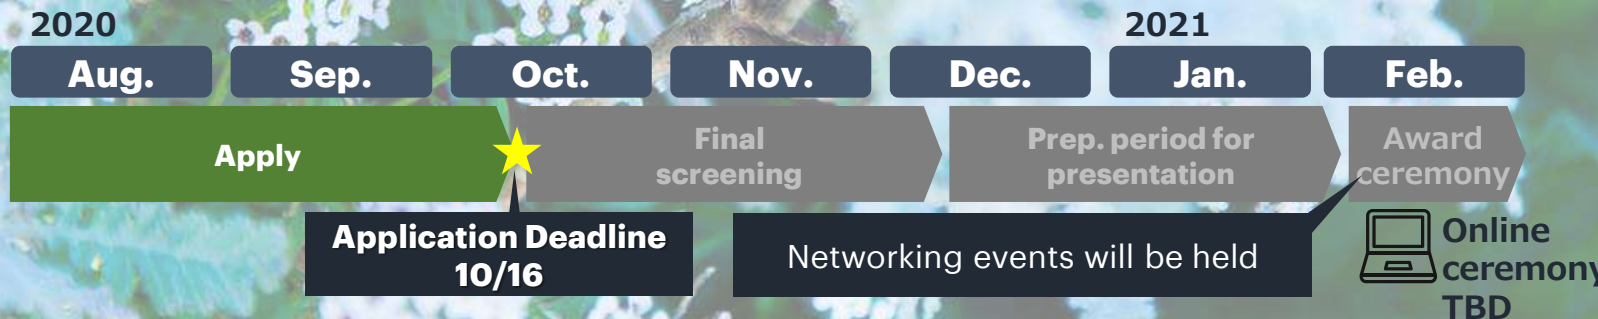 2020
2021
Aug.
Sep.
Oct.
Nov.
Dec.
Jan.
Feb.
Apply
Final
screening
Prep. period for
presentation
Award
ceremony
Application Deadline
10/16
Networking events will be held
Online
ceremony
TBD